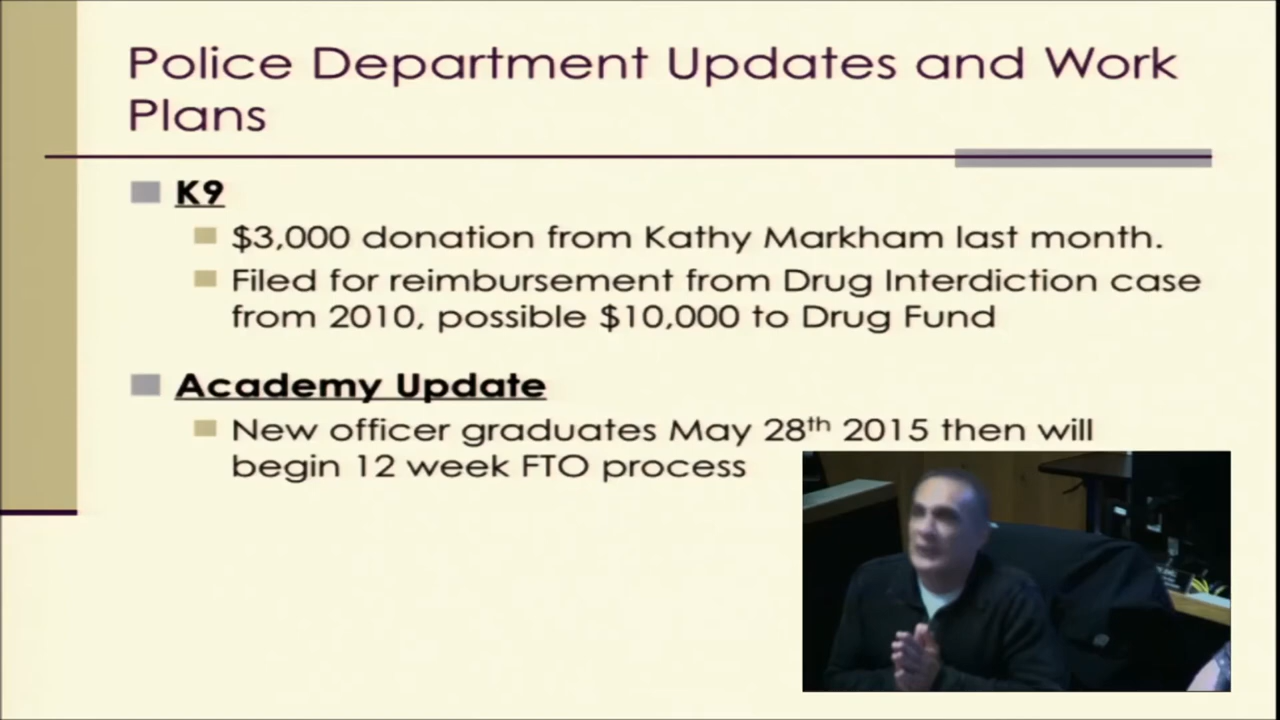 Police Department Updates and Work
Plans
K9
$3,000 donation from Kathy Markham last month.
Filed for reimbursement from Drug Interdiction case
from 2010, possible $10,000 to Drug Fund
Academy Update
New officer graduates May 28th 2015 then will
begin 12 week FTO process